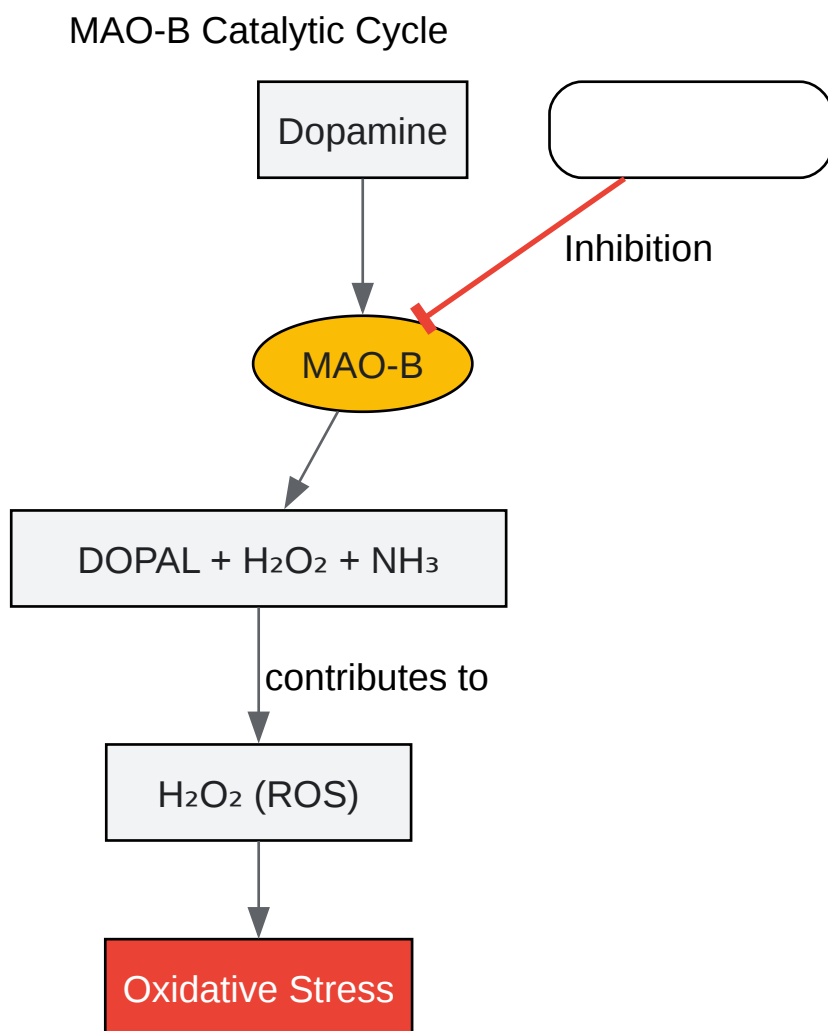 MAO-B Catalytic Cycle
Dopamine
Inhibition
MAO-B
DOPAL + H₂O₂ + NH₃
contributes to
H₂O₂ (ROS)
Oxidative Stress